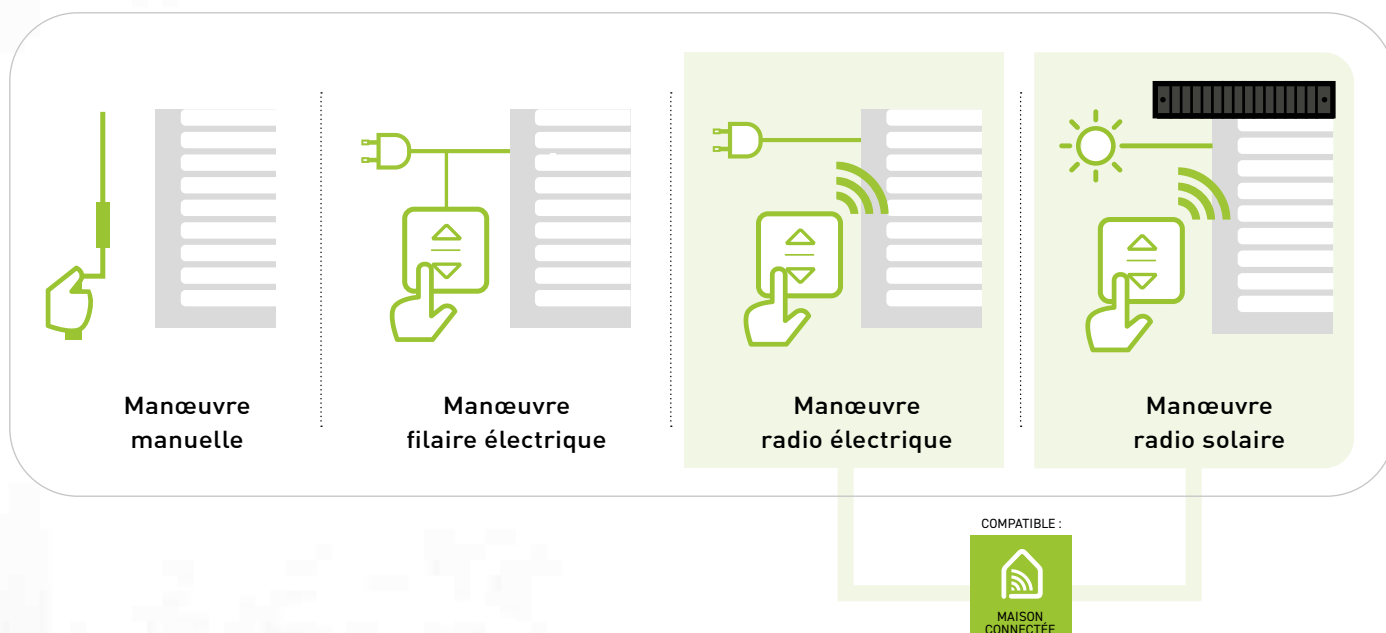 Manœuvre
manuelle
Manœuvre
filaire électrique
Manœuvre
radio électrique
Manœuvre
radio solaire
COMPATIBLE :
MAISON
CONNECTÉE